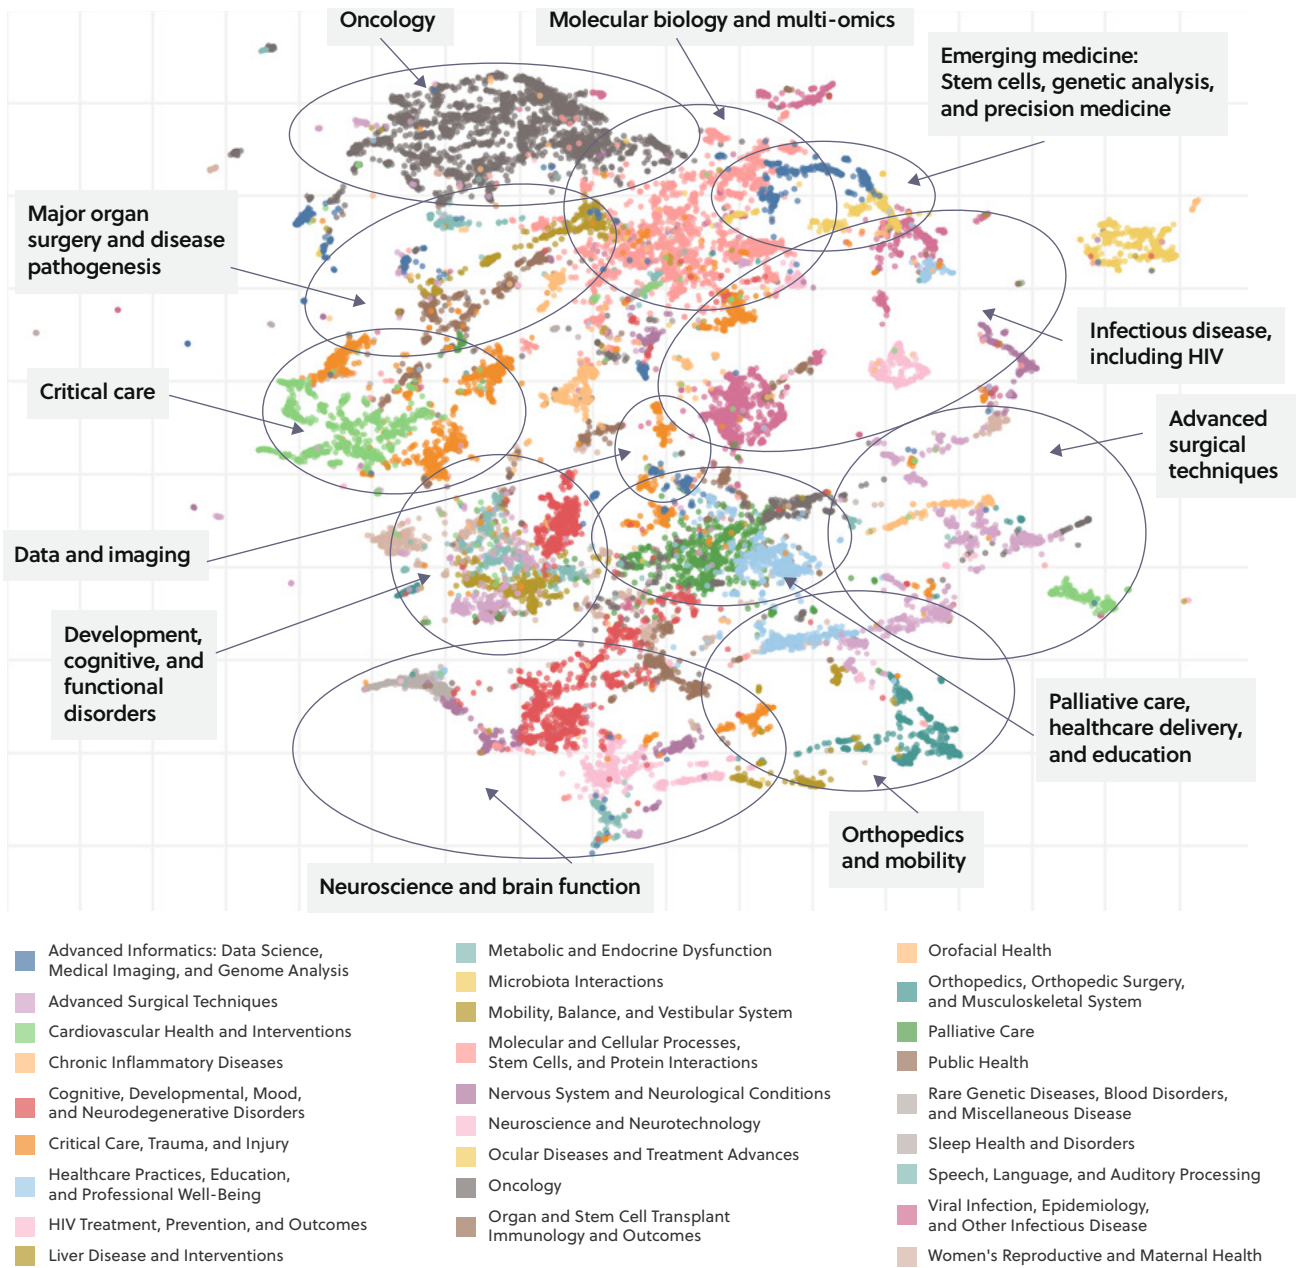 Oncology
Molecular biology and multi-omics
Emerging medicine:
Stem cells, genetic analysis,
and precision medicine
Major organ
surgery and disease
pathogenesis
Infectious disease,
including HIV
Critical care
Advanced
surgical
techniques
Data and imaging
Development,
cognitive, and
functional
disorders
Palliative care,
healthcare delivery,
and education
Orthopedics
and mobility
Neuroscience and brain function
Advanced Informatics: Data Science,
Medical Imaging, and Genome Analysis
Advanced Surgical Techniques
Cardiovascular Health and Interventions
Chronic Inflammatory Diseases
Cognitive, Developmental, Mood,
and Neurodegenerative Disorders
Critical Care, Trauma, and Injury
Healthcare Practices, Education,
and Professional Well-Being
HIV Treatment, Prevention, and Outcomes
Liver Disease and Interventions
Metabolic and Endocrine Dysfunction
Microbiota Interactions
Mobility, Balance, and Vestibular System
Molecular and Cellular Processes,
Stem Cells, and Protein Interactions
Nervous System and Neurological Conditions
Neuroscience and Neurotechnology
Ocular Diseases and Treatment Advances
Oncology
Organ and Stem Cell Transplant
Immunology and Outcomes
Orofacial Health
Orthopedics, Orthopedic Surgery,
and Musculoskeletal System
Palliative Care
Public Health
Rare Genetic Diseases, Blood Disorders,
and Miscellaneous Disease
Sleep Health and Disorders
Speech, Language, and Auditory Processing
Viral Infection, Epidemiology,
and Other Infectious Disease
Women's Reproductive and Maternal Health